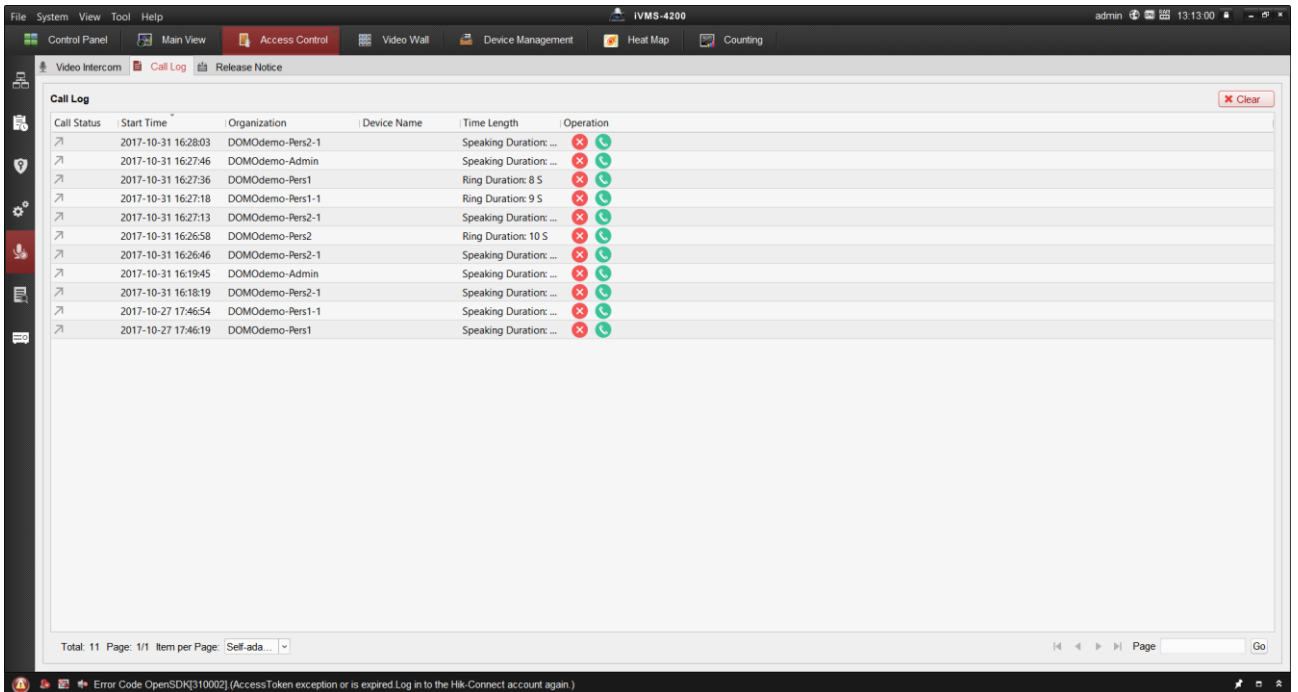 File System View Tool Help iVMS-4200 admin 13:13:00
Control Panel Main View Access Control Video Wall Device Management Heat Map Counting
Video Intercom Call Log Release Notice
Call Log Clear
Call Status Start Time Organization Device Name Time Length Operation
2017-10-31 16:28:03 DOMOdemo-Pers2-1 Speaking Duration: ...
2017-10-31 16:27:46 DOMOdemo-Admin Speaking Duration: ...
2017-10-31 16:27:36 DOMOdemo-Pers1 Ring Duration: 8 S
2017-10-31 16:27:18 DOMOdemo-Pers1-1 Ring Duration: 9 S
2017-10-31 16:27:13 DOMOdemo-Pers2-1 Speaking Duration: ...
2017-10-31 16:26:58 DOMOdemo-Pers2 Ring Duration: 10 S
2017-10-31 16:26:46 DOMOdemo-Pers2-1 Speaking Duration: ...
2017-10-31 16:19:45 DOMOdemo-Admin Speaking Duration: ...
2017-10-31 16:18:19 DOMOdemo-Pers2-1 Speaking Duration: ...
2017-10-27 17:46:54 DOMOdemo-Pers1-1 Speaking Duration: ...
2017-10-27 17:46:19 DOMOdemo-Pers1 Speaking Duration: ...
Total: 11 Page: 1/1 Item per Page: Self-ada... Page Go
Error Code OpenSDK[310002].(AccessToken exception or is expired.Log in to the Hik-Connect account again.)